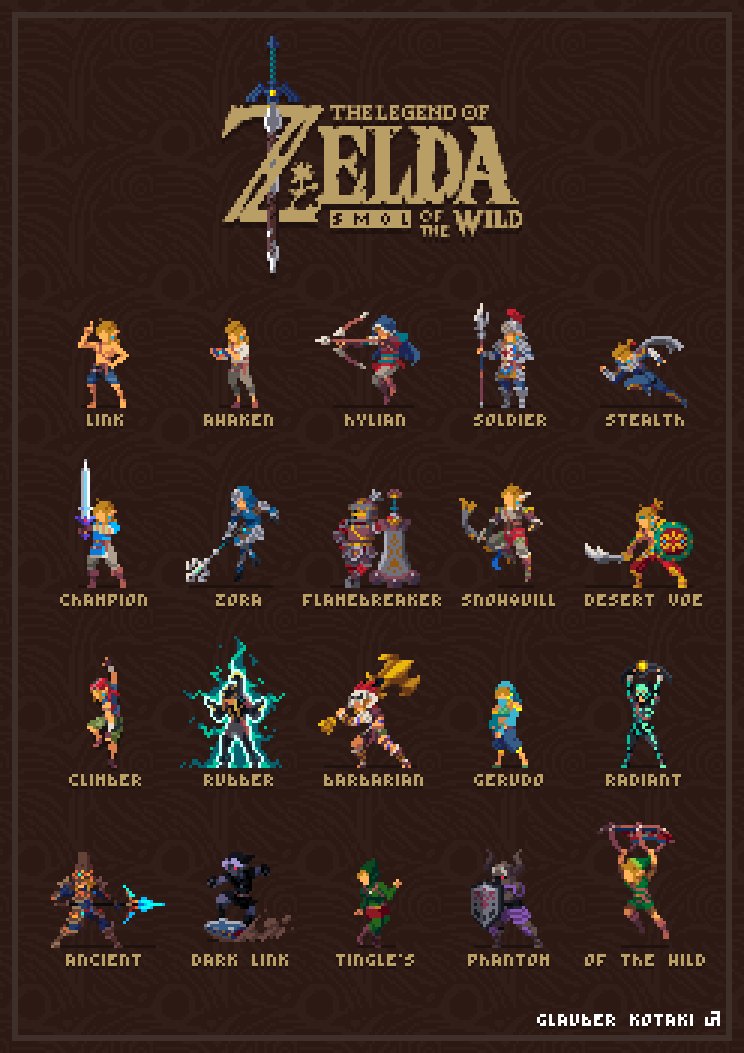 THE LEGEND OF
ZELDA
SMOL OF THE WILD
LINK AWAKEN HYLIAN SOLDIER STEALTH
CHAMPION ZORA FLAMEBREAKER SNOWQUILL DESERT VOE
CLIMBER RUBBER BARBARIAN GERUDO RADIANT
ANCIENT DARK LINK TINGLE'S PHANTOM OF THE WILD
GLAUBER KOTAKI